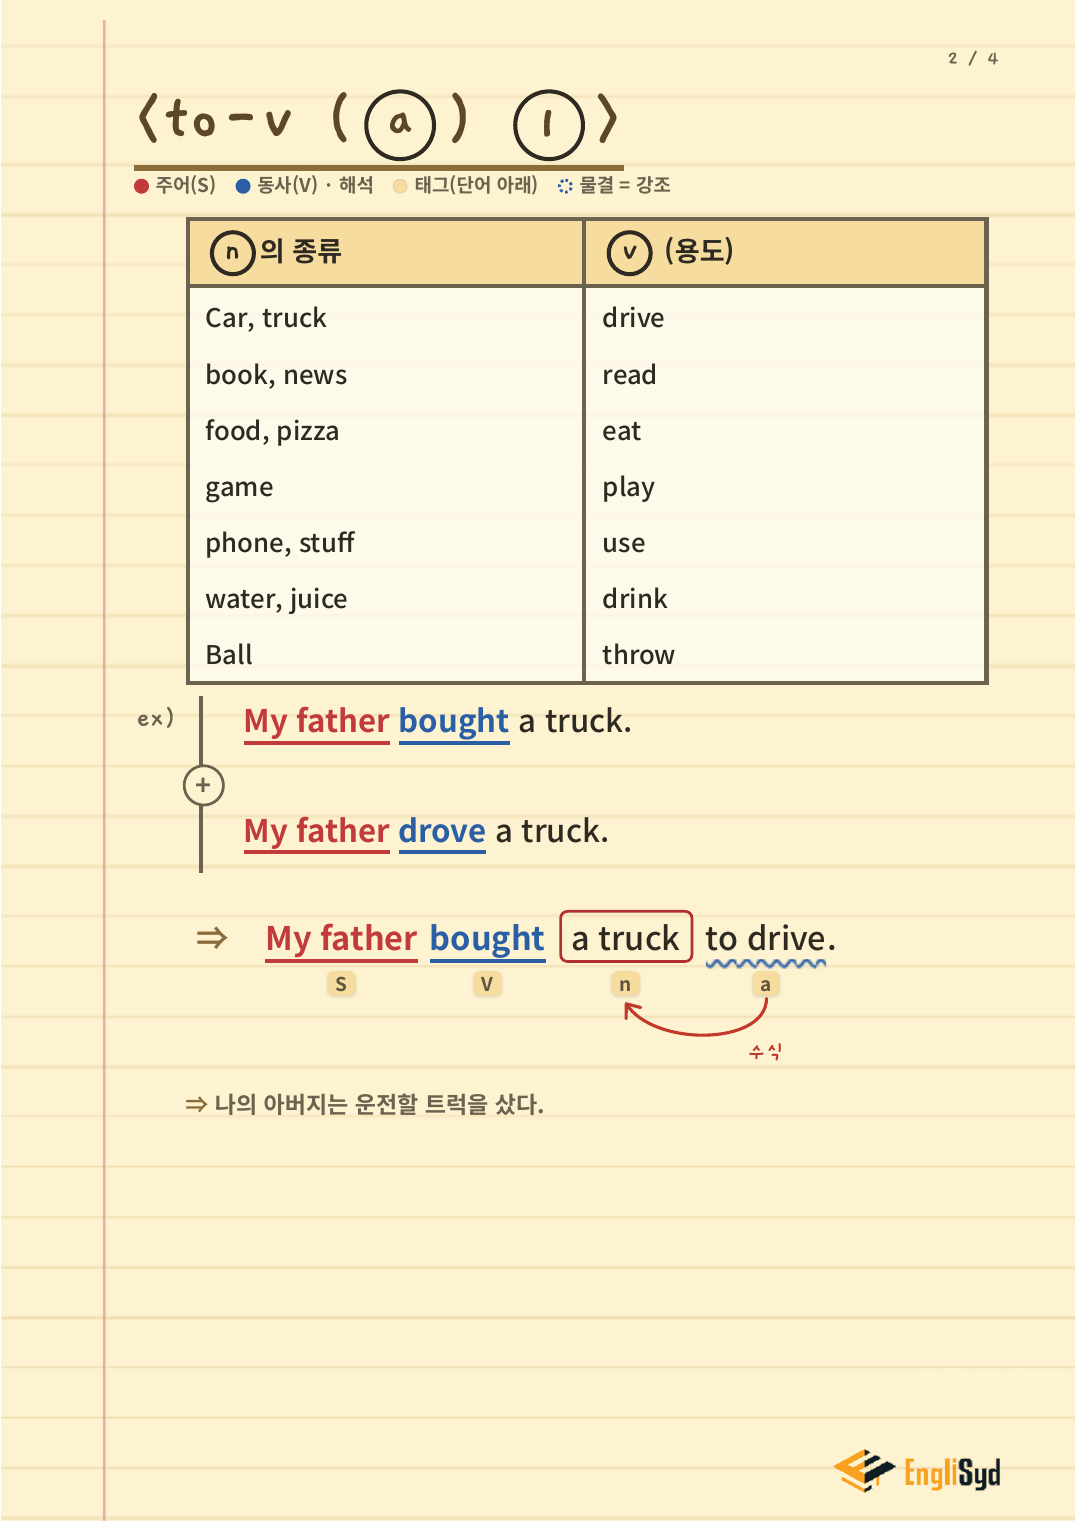 2 / 4
<to-v (a) 1>
주어(S) 동사(V) · 해석 태그(단어 아래) 물결 = 강조
n의 종류 v (용도)
Car, truck drive
book, news read
food, pizza eat
game play
phone, stuff use
water, juice drink
Ball throw
ex) My father bought a truck.
+
My father drove a truck.
⇒ My father bought a truck to drive.
S V n a
수식
⇒ 나의 아버지는 운전할 트럭을 샀다.
EngliSyd